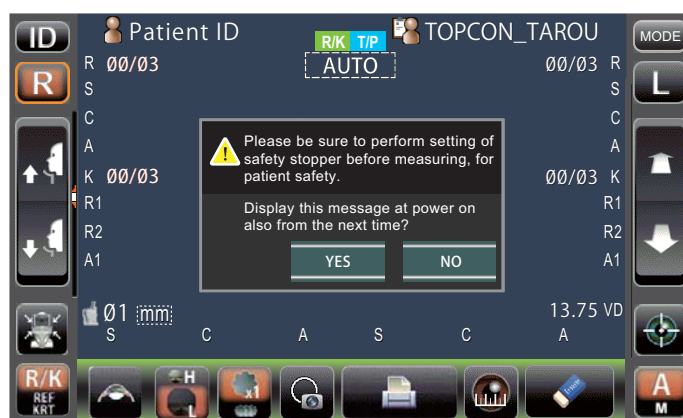 ID
Patient ID
R/K T/P
TOPCON_TAROU
MODE
R 00/03
AUTO
00/03 R
R
S
S
L
C
C
A
A
K 00/03
00/03 K
R1
R1
R2
R2
A1
A1
Please be sure to perform setting of
safety stopper before measuring, for
patient safety.
Display this message at power on
also from the next time?
YES
NO
01 mm
13.75 VD
S C A S C A
R/K
REF
KRT
H
L
x1
A
M